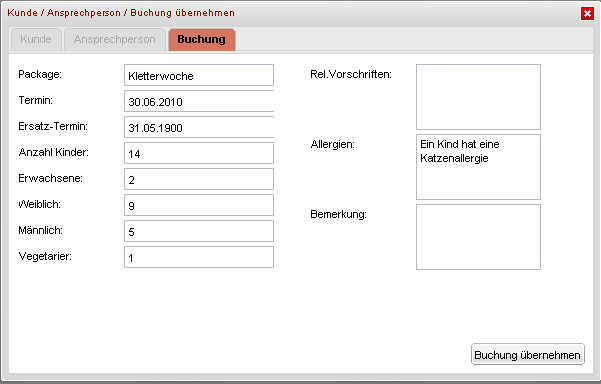 Kunde / Ansprechperson / Buchung übernehmen
Kunde Ansprechperson Buchung
Package: Kletterwoche
Termin: 30.06.2010
Ersatz-Termin: 31.05.1900
Anzahl Kinder: 14
Erwachsene: 2
Weiblich: 9
Männlich: 5
Vegetarier: 1
Rel.Vorschriften:
Allergien: Ein Kind hat eine
Katzenallergie
Bemerkung:
Buchung übernehmen